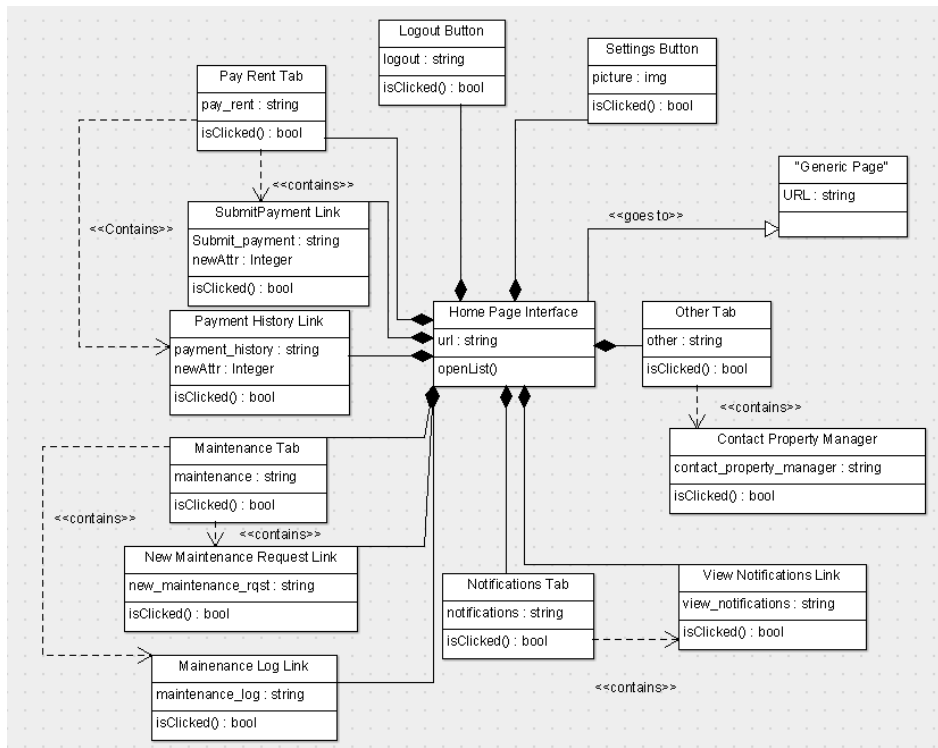 Logout Button
logout : string
isClicked() : bool
Settings Button
picture : img
isClicked() : bool
Pay Rent Tab
pay_rent : string
isClicked() : bool
<<contains>>
<<Contains>>
"Generic Page"
URL : string
<<goes to>>
SubmitPayment Link
Submit_payment : string
newAttr : Integer
isClicked() : bool
Payment History Link
payment_history : string
newAttr : Integer
isClicked() : bool
Home Page Interface
url : string
openList()
Other Tab
other : string
isClicked() : bool
<<contains>>
Contact Property Manager
contact_property_manager : string
isClicked() : bool
Maintenance Tab
maintenance : string
isClicked() : bool
<<contains>>
<<contains>>
New Maintenance Request Link
new_maintenance_rqst : string
isClicked() : bool
Notifications Tab
notifications : string
isClicked() : bool
View Notifications Link
view_notifications : string
isClicked() : bool
<<contains>>
Mainenance Log Link
maintenance_log : string
isClicked() : bool